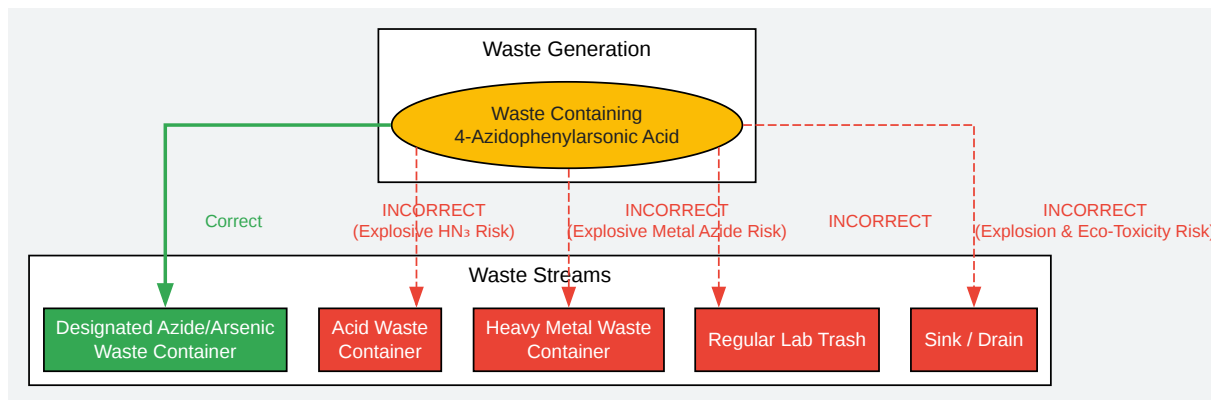 Waste Generation
Waste Containing
4-Azidophenylarsonic Acid
Correct
INCORRECT
(Explosive HN₃ Risk)
INCORRECT
(Explosive Metal Azide Risk)
INCORRECT
INCORRECT
(Explosion & Eco-Toxicity Risk)
Waste Streams
Designated Azide/Arsenic
Waste Container
Acid Waste
Container
Heavy Metal Waste
Container
Regular Lab Trash
Sink / Drain